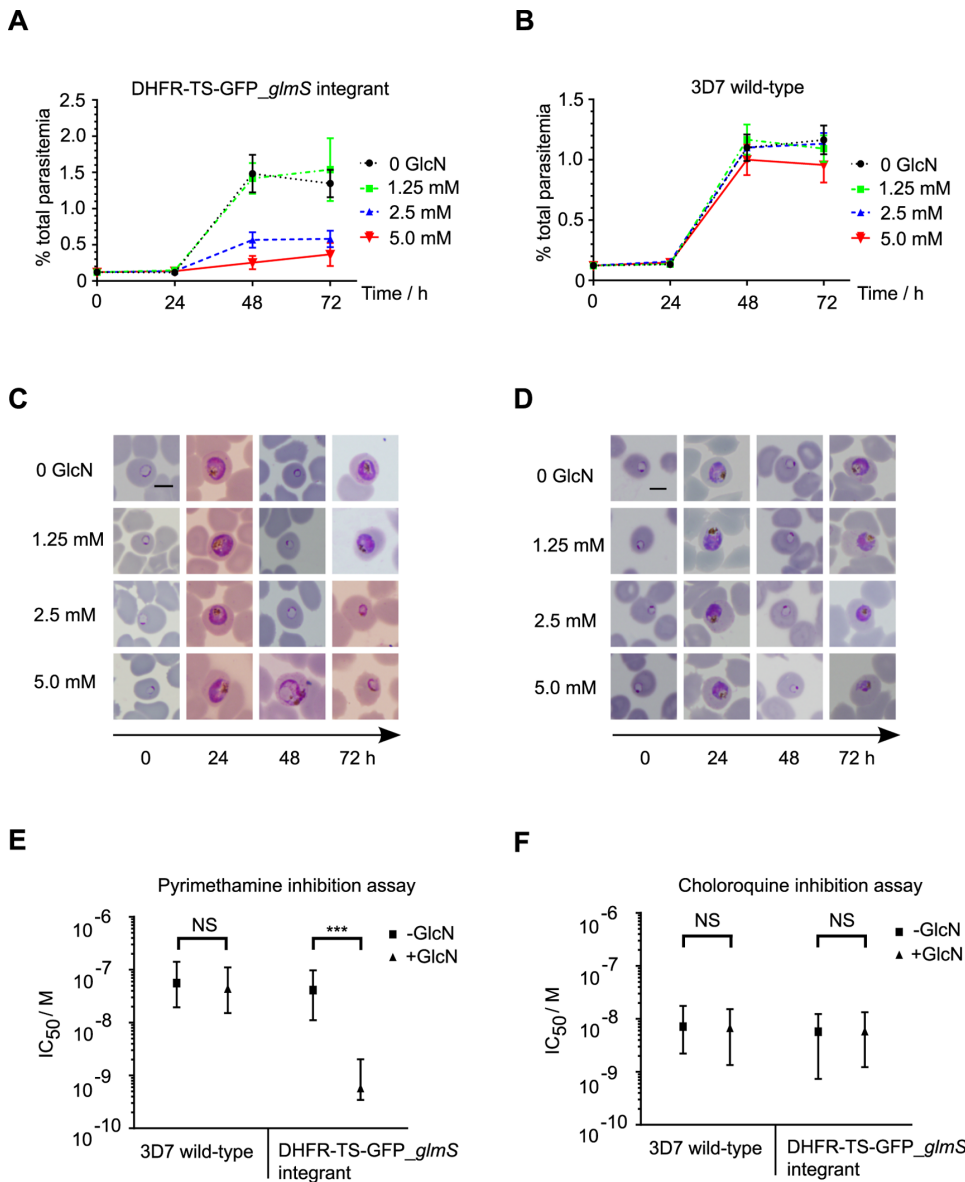 A
DHFR-TS-GFP_glmS integrant
% total parasitemia
2.5
2.0
1.5
1.0
0.5
0
0 24 48 72
Time / h
0 GlcN
1.25 mM
2.5 mM
5.0 mM
B
3D7 wild-type
% total parasitemia
1.5
1.0
0.5
0
0 24 48 72
Time / h
0 GlcN
1.25 mM
2.5 mM
5.0 mM
C
0 GlcN
1.25 mM
2.5 mM
5.0 mM
0 24 48 72 h
D
0 GlcN
1.25 mM
2.5 mM
5.0 mM
0 24 48 72 h
E
Pyrimethamine inhibition assay
IC50 / M
10-6
10-7
10-8
10-9
10-10
NS
***
-GlcN
+GlcN
3D7 wild-type
DHFR-TS-GFP_glmS
integrant
F
Choloroquine inhibition assay
IC50 / M
10-6
10-7
10-8
10-9
10-10
NS
NS
-GlcN
+GlcN
3D7 wild-type
DHFR-TS-GFP_glmS
integrant